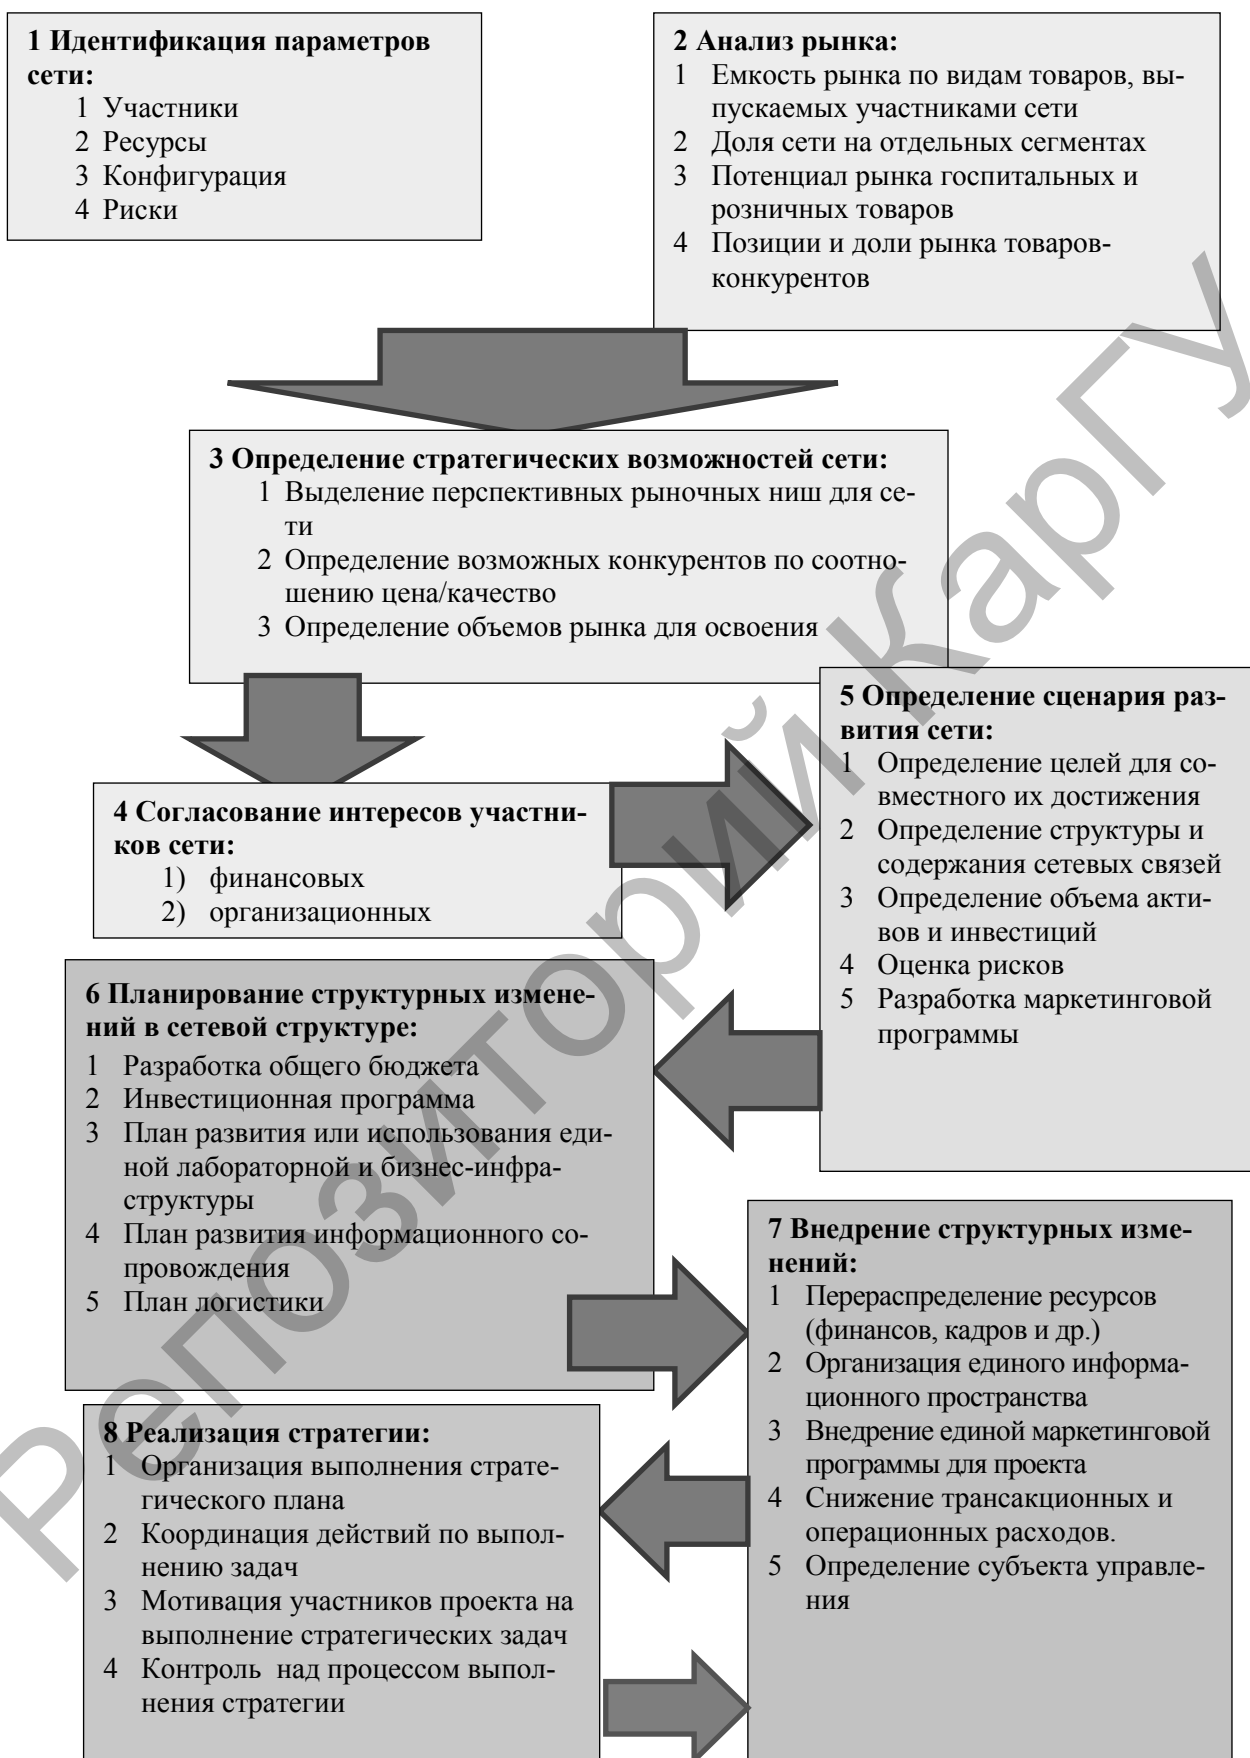 1 Идентификация параметров
сети:
1 Участники
2 Ресурсы
3 Конфигурация
4 Риски
2 Анализ рынка:
1 Емкость рынка по видам товаров, вы-
пускаемых участниками сети
2 Доля сети на отдельных сегментах
3 Потенциал рынка госпитальных и
розничных товаров
4 Позиции и доли рынка товаров-
конкурентов
3 Определение стратегических возможностей сети:
1 Выделение перспективных рыночных ниш для се-
ти
2 Определение возможных конкурентов по соотно-
шению цена/качество
3 Определение объемов рынка для освоения
4 Согласование интересов участни-
ков сети:
1) финансовых
2) организационных
5 Определение сценария раз-
вития сети:
1 Определение целей для со-
вместного их достижения
2 Определение структуры и
содержания сетевых связей
3 Определение объема акти-
вов и инвестиций
4 Оценка рисков
5 Разработка маркетинговой
программы
6 Планирование структурных измене-
ний в сетевой структуре:
1 Разработка общего бюджета
2 Инвестиционная программа
3 План развития или использования еди-
ной лабораторной и бизнес-инфра-
структуры
4 План развития информационного со-
провождения
5 План логистики
7 Внедрение структурных изме-
нений:
1 Перераспределение ресурсов
(финансов, кадров и др.)
2 Организация единого информа-
ционного пространства
3 Внедрение единой маркетинговой
программы для проекта
4 Снижение трансакционных и
операционных расходов.
5 Определение субъекта управле-
ния
8 Реализация стратегии:
1 Организация выполнения страте-
гического плана
2 Координация действий по выпол-
нению задач
3 Мотивация участников проекта на
выполнение стратегических задач
4 Контроль над процессом выпол-
нения стратегии
Репозиторий КарГУ